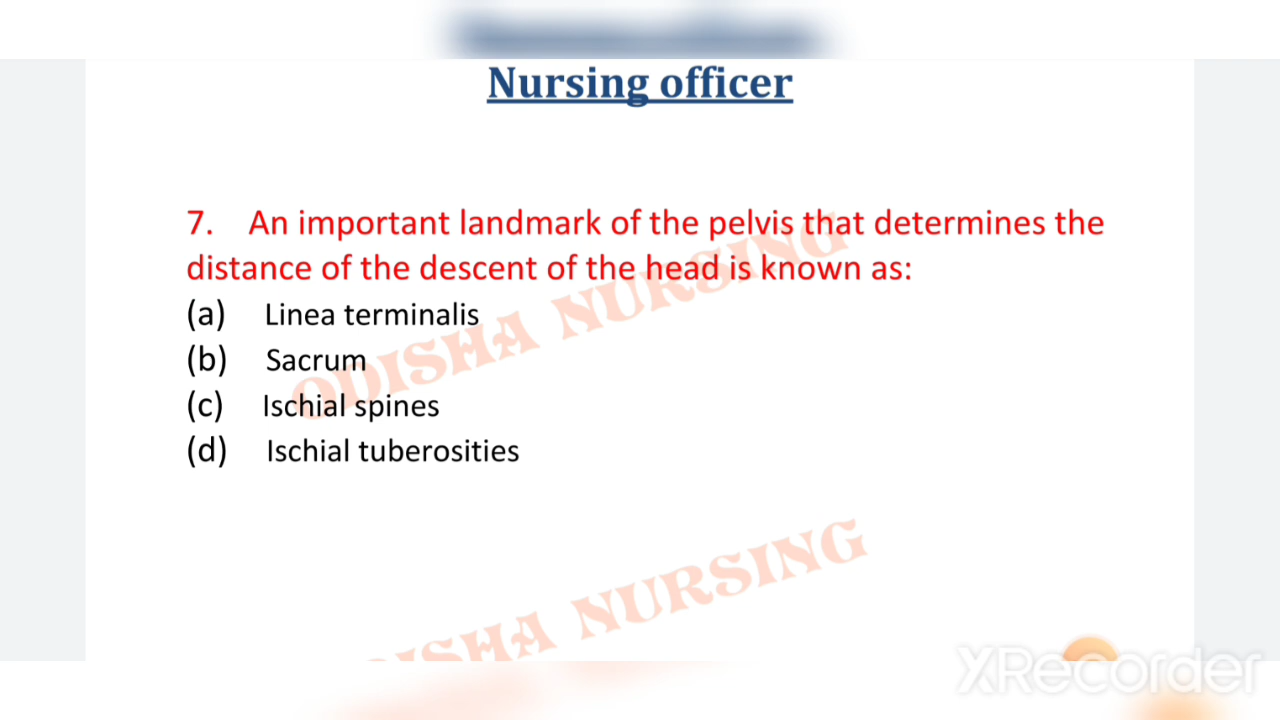 Nursing officer
7. An important landmark of the pelvis that determines the
distance of the descent of the head is known as:
(a) Linea terminalis
(b) Sacrum
(c) Ischial spines
(d) Ischial tuberosities
ODISHA NURSING
ODISHA NURSING
XRecorder